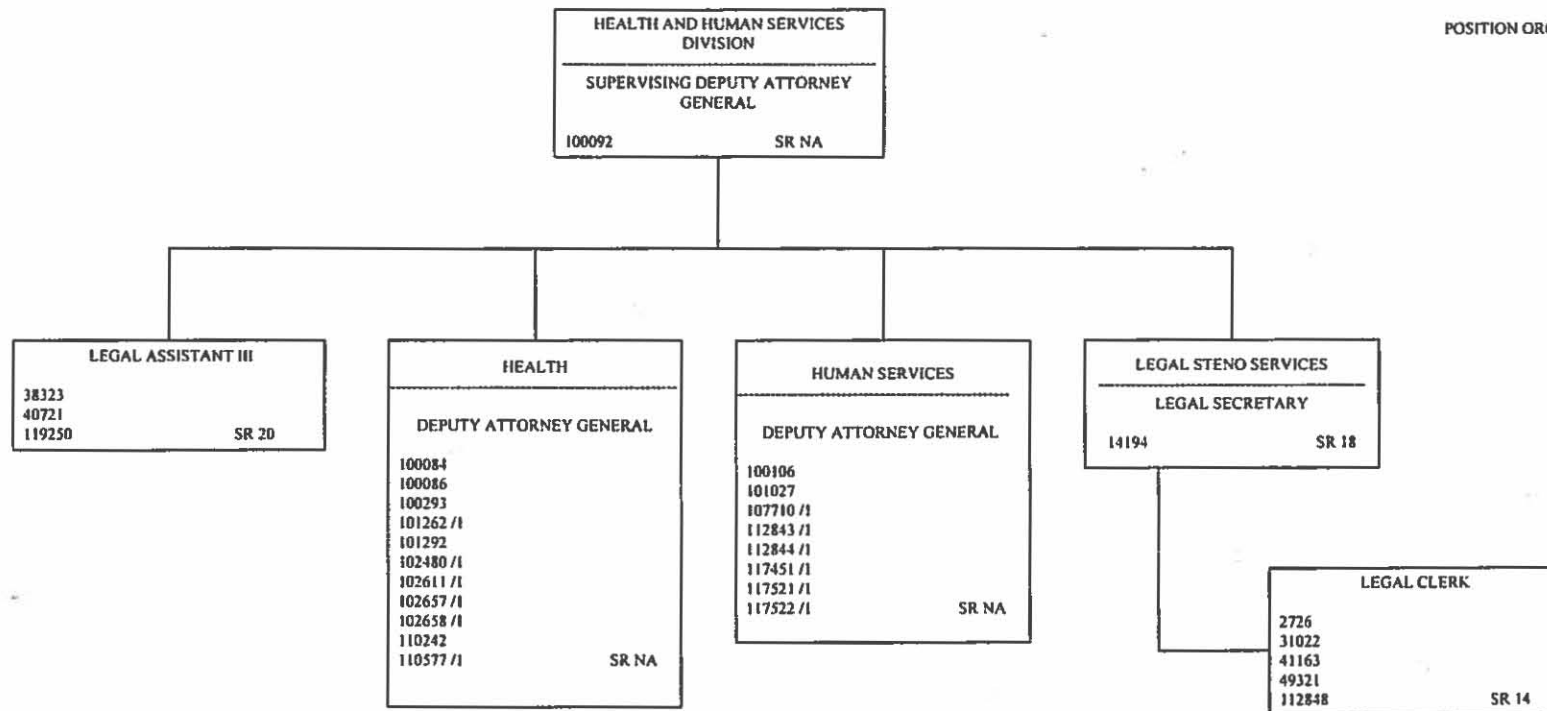 POSITION OR
HEALTH AND HUMAN SERVICES
DIVISION
SUPERVISING DEPUTY ATTORNEY
GENERAL
100092 SR NA
LEGAL ASSISTANT III
38323
40721
119250 SR 20
HEALTH
DEPUTY ATTORNEY GENERAL
100084
100086
100293
101262 /1
101292
102480 /1
102611 /1
102657 /1
102658 /1
110242
110577 /1 SR NA
HUMAN SERVICES
DEPUTY ATTORNEY GENERAL
100106
101027
107710 /1
112843 /1
112844 /1
117451 /1
117521 /1
117522 /1 SR NA
LEGAL STENO SERVICES
LEGAL SECRETARY
14194 SR 18
LEGAL CLERK
2726
31022
41163
49321
112848 SR 14